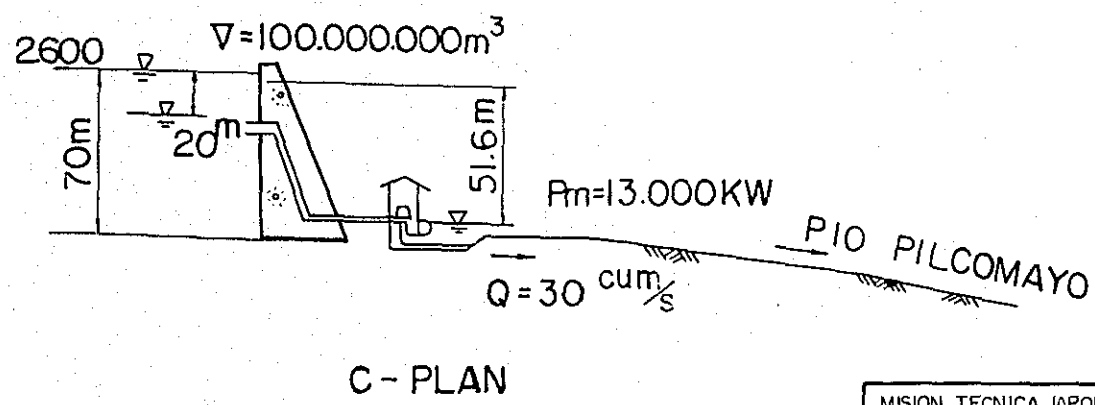 2600
∇=100.000.000m³
70m
20m
51.6m
Pm=13.000KW
PIO PILCOMAYO
Q=30 cum/s
C-PLAN
MISION TECNICA